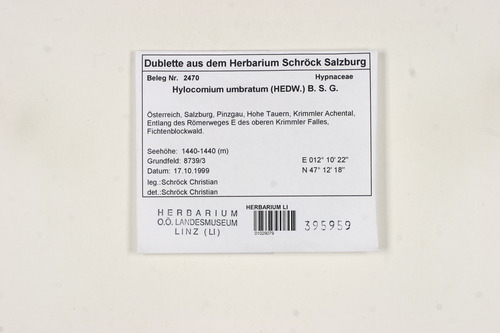 Dublette aus dem Herbarium Schröck Salzburg
Beleg Nr. 2470 Hypnaceae
Hylocomium umbratum (HEDW.) B. S. G.
Österreich, Salzburg, Pinzgau, Hohe Tauern, Krimmler Achental,
Entlang des Römerweges E des oberen Krimmler Falles,
Fichtenblockwald.
Seehöhe: 1440-1440 (m)
Grundfeld: 8739/3 E 012° 10' 22"
Datum: 17.10.1999 N 47° 12' 18"
leg.:Schröck Christian
det.:Schröck Christian
HERBARIUM
O.Ö. LANDESMUSEUM
LINZ (LI)
HERBARIUM LI
01029079
395959